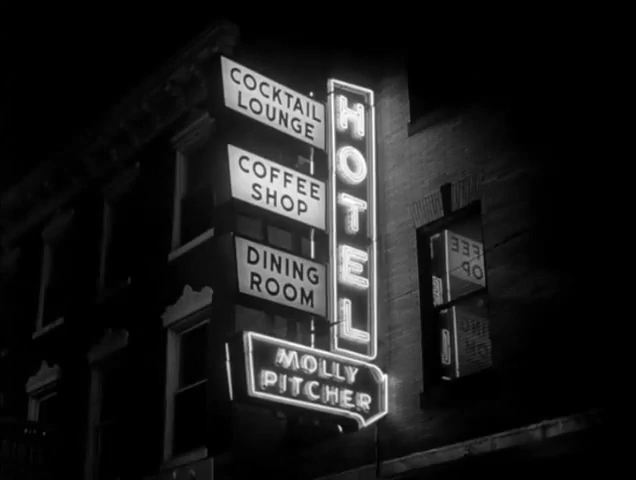 COCKTAIL
LOUNGE
COFFEE
SHOP
DINING
ROOM
HOTEL
MOLLY
PITCHER